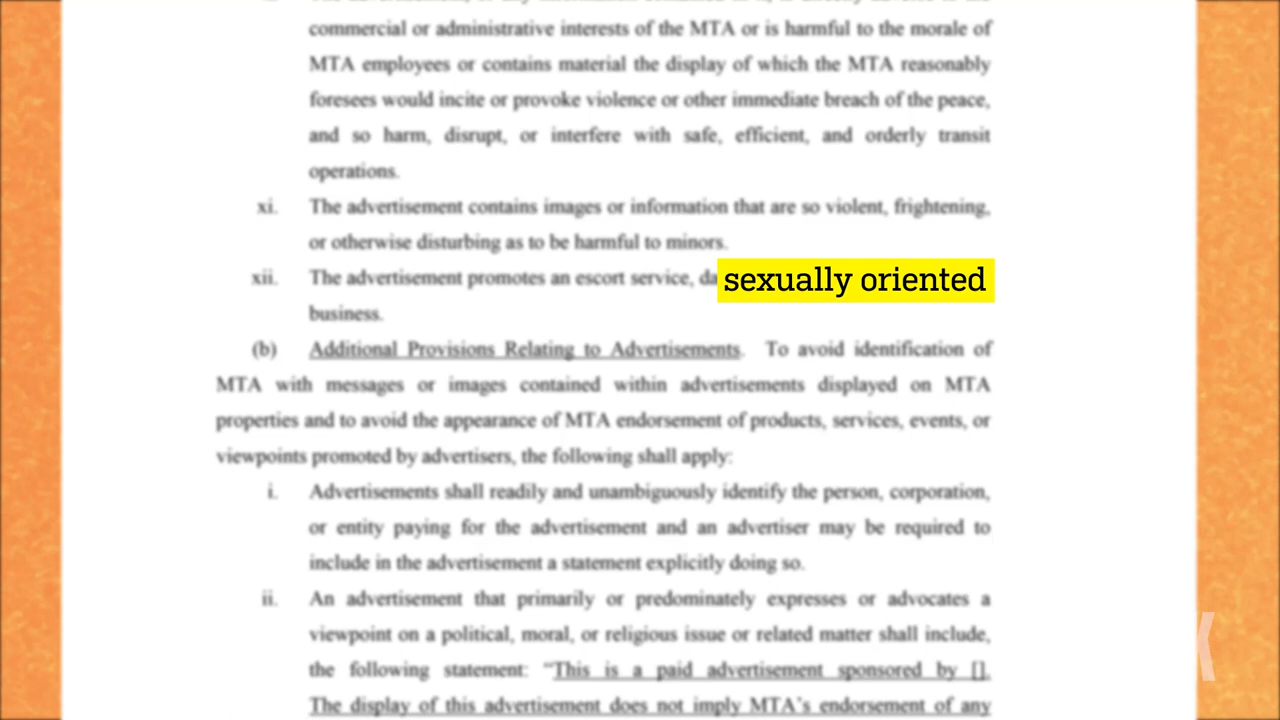 commercial or administrative interests of the MTA or is harmful to the morale of
MTA employees or contains material the display of which the MTA reasonably
foresees would incite or provoke violence or other immediate breach of the peace,
and so harm, disrupt, or interfere with safe, efficient, and orderly transit
operations.
xi. The advertisement contains images or information that are so violent, frightening,
or otherwise disturbing as to be harmful to minors.
xii. The advertisement promotes an escort service, sexually oriented
business.
(b) Additional Provisions Relating to Advertisements. To avoid identification of
MTA with messages or images contained within advertisements displayed on MTA
properties and to avoid the appearance of MTA endorsement of products, services, events, or
viewpoints promoted by advertisers, the following shall apply:
i. Advertisements shall readily and unambiguously identify the person, corporation,
or entity paying for the advertisement and an advertiser may be required to
include in the advertisement a statement explicitly doing so.
ii. An advertisement that primarily or predominately expresses or advocates a
viewpoint on a political, moral, or religious issue or related matter shall include,
the following statement: “This is a paid advertisement sponsored by [].
The display of this advertisement does not imply MTA’s endorsement of any